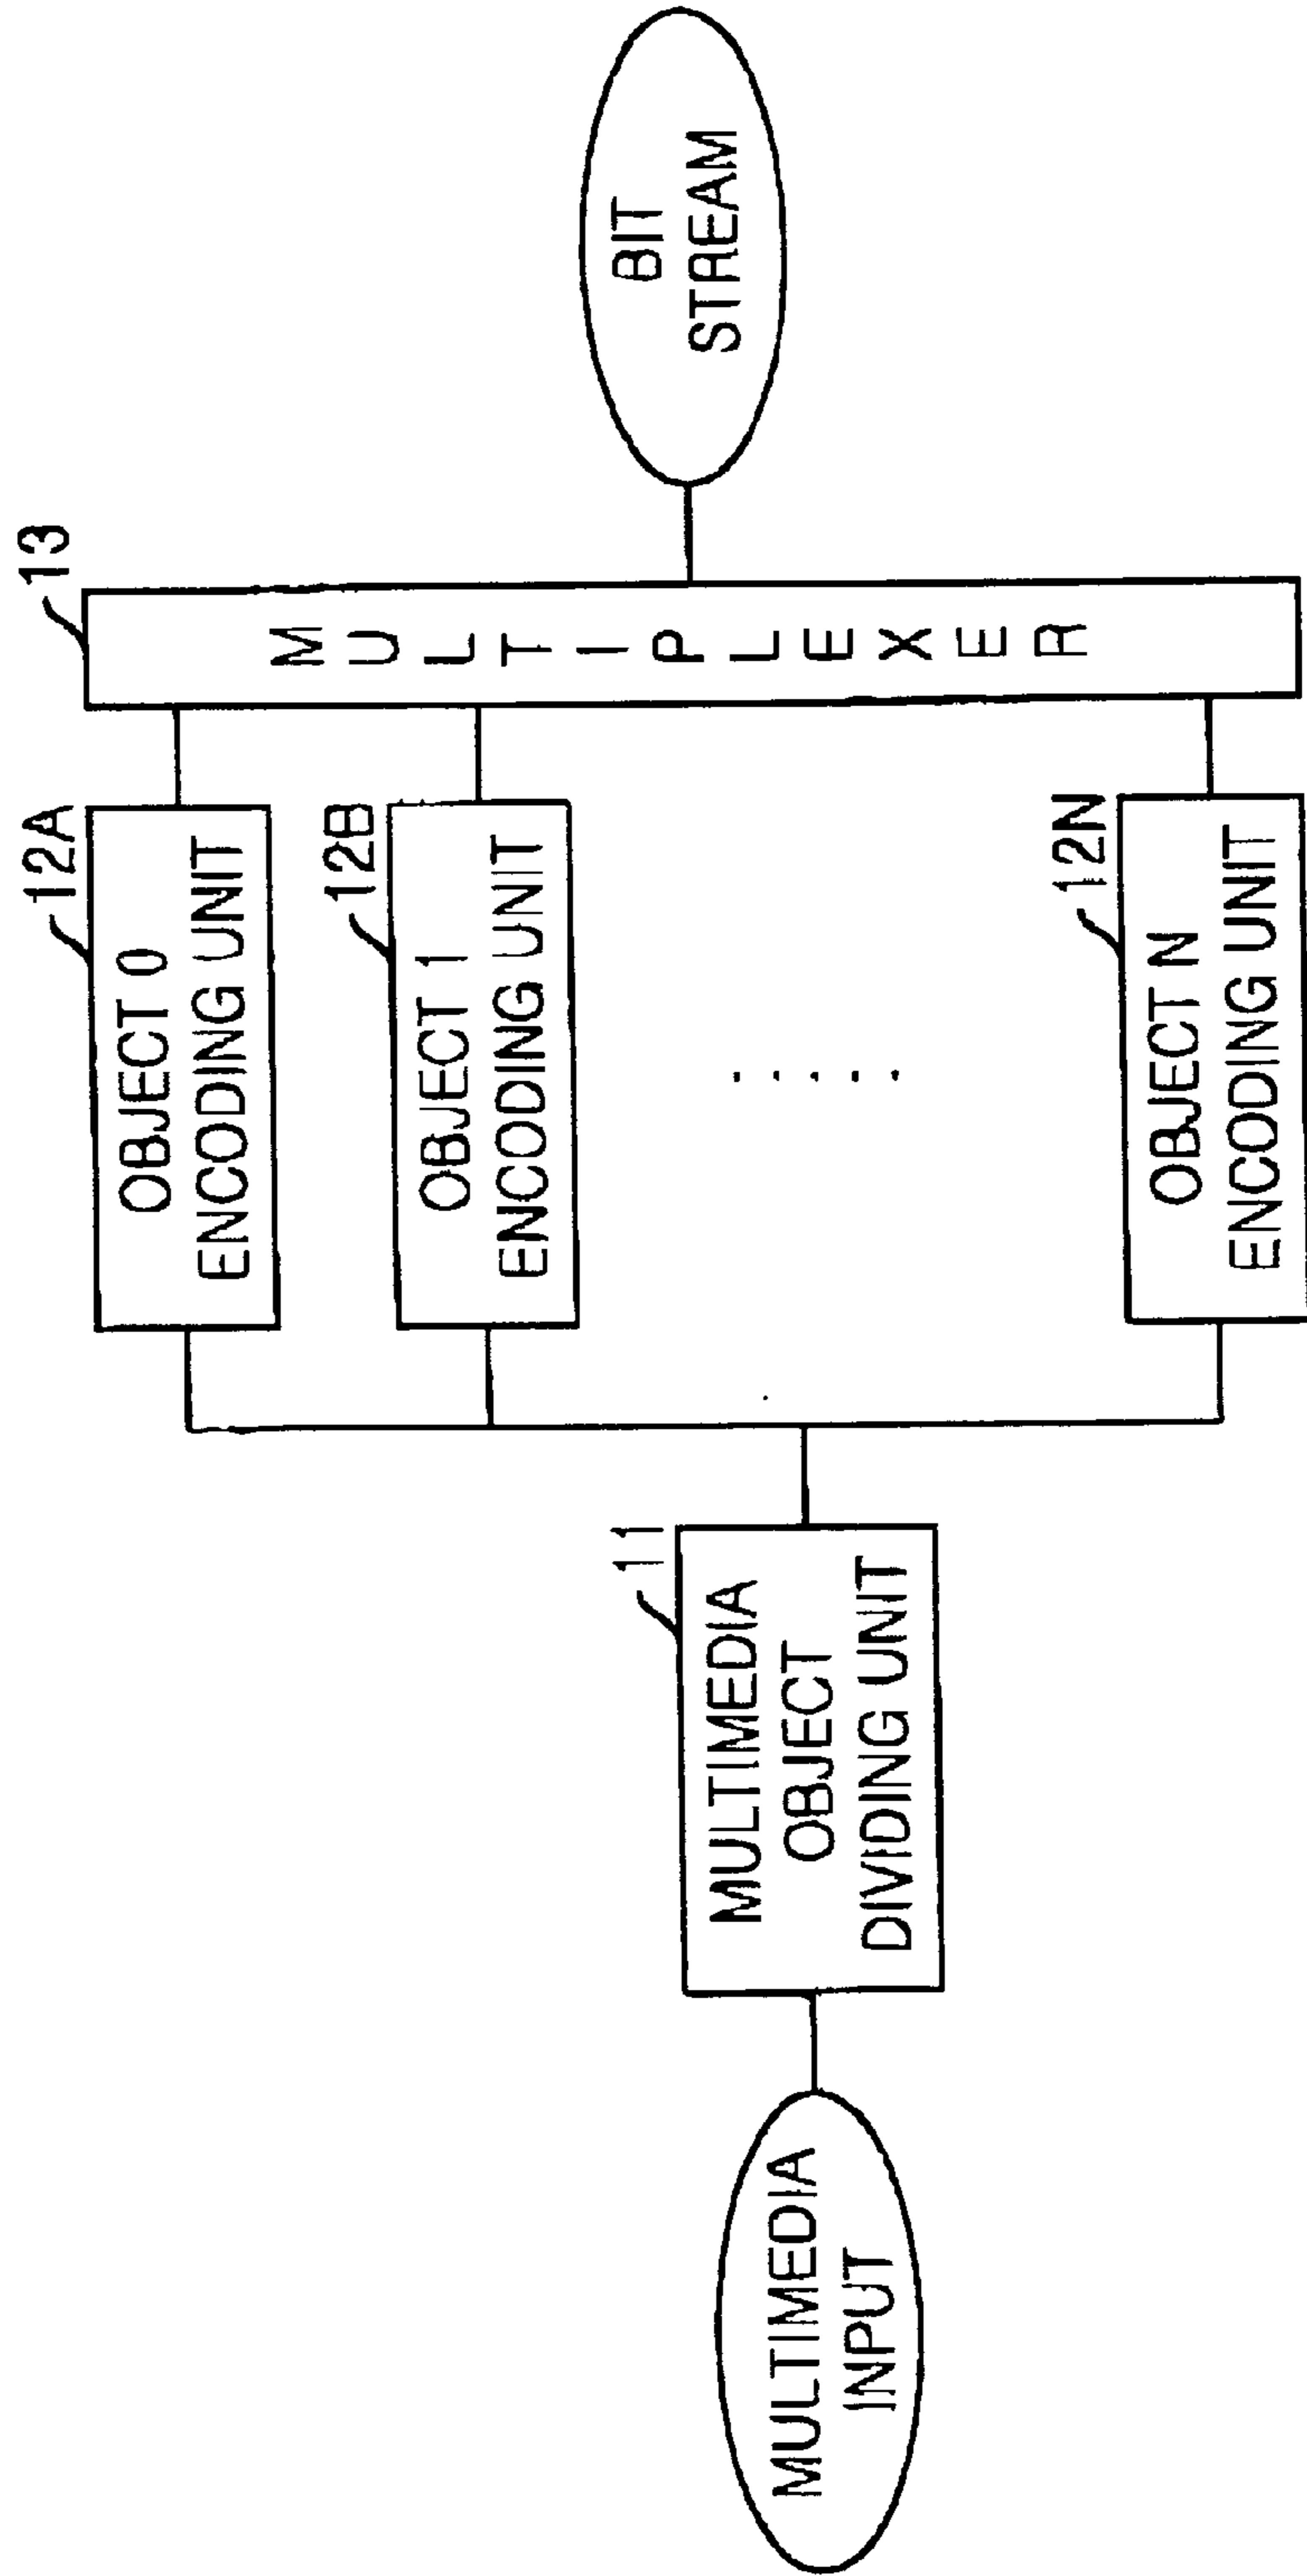 MULTIMEDIA
INPUT
11
MULTIMEDIA
OBJECT
DIVIDING UNIT
12A
OBJECT 0
ENCODING UNIT
12B
OBJECT 1
ENCODING UNIT
.....
12N
OBJECT N
ENCODING UNIT
13
MULTIPLEXER
BIT
STREAM